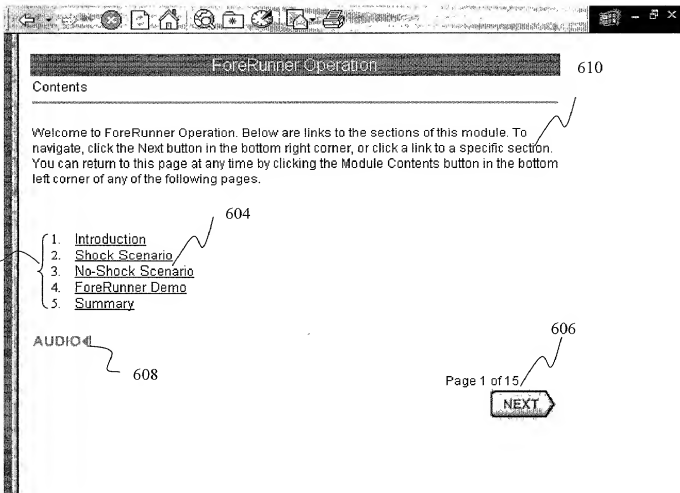 ForeRunner Operation
610
Contents
Welcome to ForeRunner Operation. Below are links to the sections of this module. To
navigate, click the Next button in the bottom right corner, or click a link to a specific section.
You can return to this page at any time by clicking the Module Contents button in the bottom
left corner of any of the following pages.
604
1. Introduction
2. Shock Scenario
3. No-Shock Scenario
4. ForeRunner Demo
5. Summary
AUDIO
608
606
Page 1 of 15
NEXT